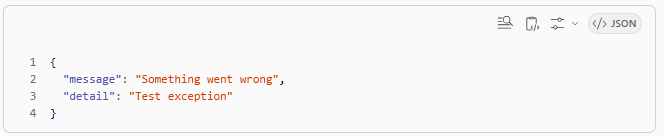 </> JSON
1 {
2 "message": "Something went wrong",
3 "detail": "Test exception"
4 }